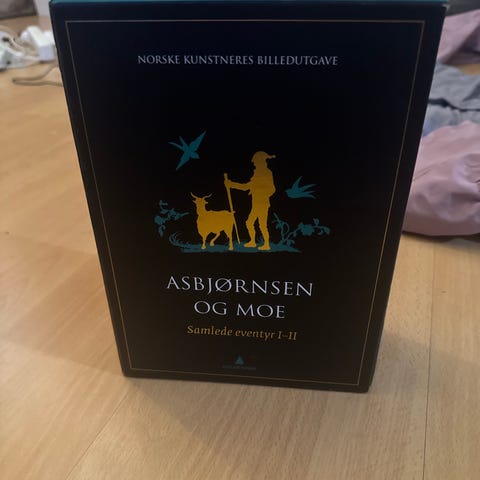 NORSKE KUNSTNERES BILLEDUTGAVE
ASBJØRNSEN
OG MOE
Samlede eventyr I–II